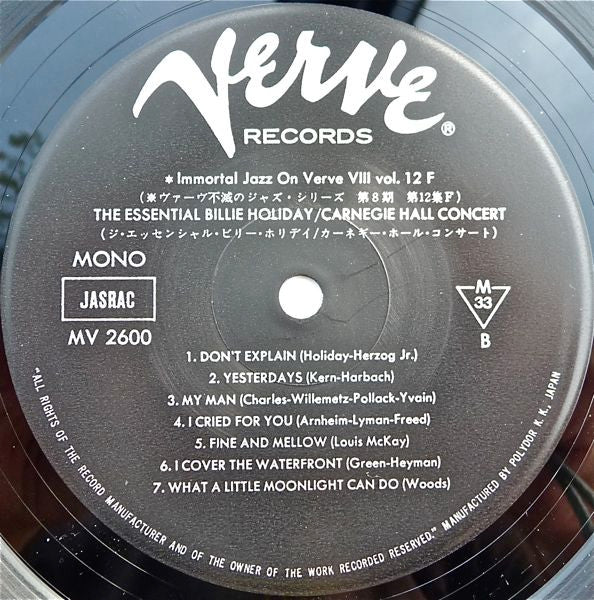 Verve®
RECORDS
* Immortal Jazz On Verve VIII vol. 12 F
(※ヴァーヴ不滅のジャズ・シリーズ 第8期 第12集F)
THE ESSENTIAL BILLIE HOLIDAY/CARNEGIE HALL CONCERT
(ジ・エッセンシャル・ビリー・ホリデイ/カーネギー・ホール・コンサート)
MONO
JASRAC
MV 2600
M
33
B
1. DON'T EXPLAIN (Holiday-Herzog Jr.)
2. YESTERDAYS (Kern-Harbach)
3. MY MAN (Charles-Willemetz-Pollack-Yvain)
4. I CRIED FOR YOU (Arnheim-Lyman-Freed)
5. FINE AND MELLOW (Louis McKay)
6. I COVER THE WATERFRONT (Green-Heyman)
7. WHAT A LITTLE MOONLIGHT CAN DO (Woods)
"ALL RIGHTS OF THE RECORD MANUFACTURER AND OF THE OWNER OF THE WORK RECORDED RESERVED." MANUFACTURED BY POLYDOR K. K. JAPAN